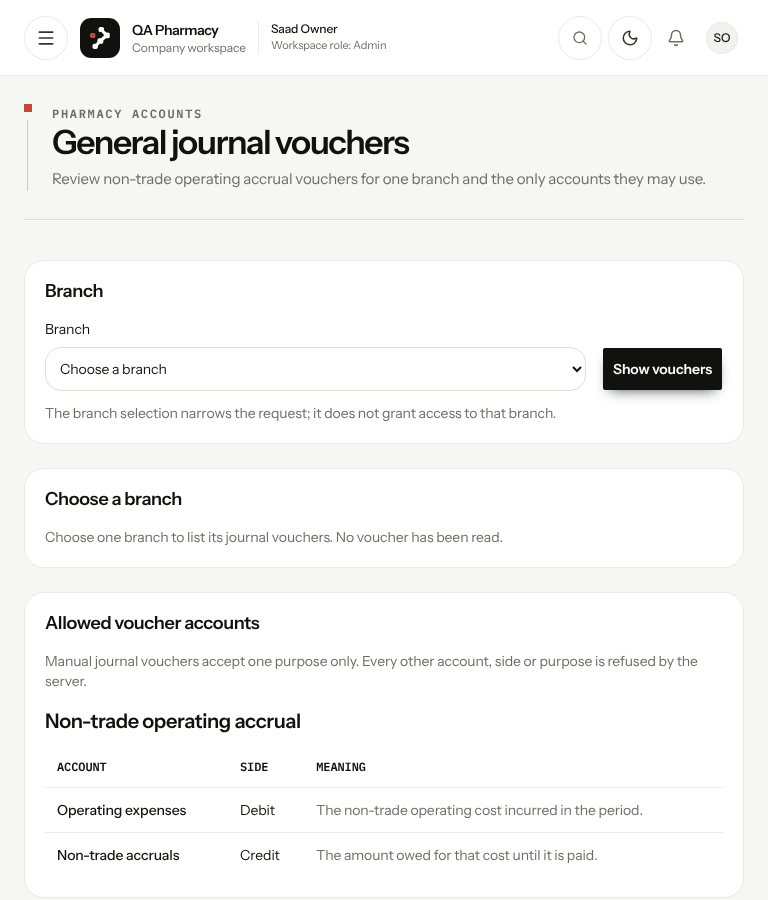 QA Pharmacy
Company workspace
Saad Owner
Workspace role: Admin
SO
PHARMACY ACCOUNTS
General journal vouchers
Review non-trade operating accrual vouchers for one branch and the only accounts they may use.
Branch
Branch
Choose a branch
Show vouchers
The branch selection narrows the request; it does not grant access to that branch.
Choose a branch
Choose one branch to list its journal vouchers. No voucher has been read.
Allowed voucher accounts
Manual journal vouchers accept one purpose only. Every other account, side or purpose is refused by the
server.
Non-trade operating accrual
ACCOUNT SIDE MEANING
Operating expenses Debit The non-trade operating cost incurred in the period.
Non-trade accruals Credit The amount owed for that cost until it is paid.